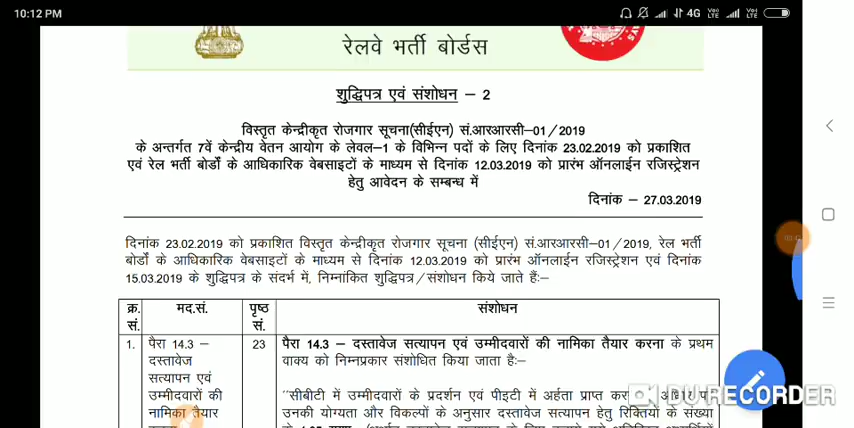 10:12 PM
4G
VoLTE
VoLTE
रेलवे भर्ती बोर्डस
शुद्धिपत्र एवं संशोधन – 2
विस्तृत केन्द्रीकृत रोजगार सूचना(सीईएन) सं.आरआरसी–01/2019
के अन्तर्गत 7वें केन्द्रीय वेतन आयोग के लेवल–1 के विभिन्न पदों के लिए दिनांक 23.02.2019 को प्रकाशित
एवं रेल भर्ती बोर्डों के आधिकारिक वेबसाइटों के माध्यम से दिनांक 12.03.2019 को प्रारंभ ऑनलाईन रजिस्ट्रेशन
हेतु आवेदन के सम्बन्ध में
दिनांक – 27.03.2019
दिनांक 23.02.2019 को प्रकाशित विस्तृत केन्द्रीकृत रोजगार सूचना (सीईएन) सं.आरआरसी–01/2019, रेल भर्ती
बोर्डों के आधिकारिक वेबसाइटों के माध्यम से दिनांक 12.03.2019 को प्रारंभ ऑनलाईन रजिस्ट्रेशन एवं दिनांक
15.03.2019 के शुद्धिपत्र के संदर्भ में, निम्नांकित शुद्धिपत्र/संशोधन किये जाते हैं:–
क्र. सं.
मद.सं.
पृष्ठ सं.
संशोधन
1.
पैरा 14.3 –
दस्तावेज
सत्यापन एवं
उम्मीदवारों की
नामिका तैयार
23
पैरा 14.3 – दस्तावेज सत्यापन एवं उम्मीदवारों की नामिका तैयार करना के प्रथम
वाक्य को निम्नप्रकार संशोधित किया जाता है:–
"सीबीटी में उम्मीदवारों के प्रदर्शन एवं पीइटी में अर्हता प्राप्त
उनकी योग्यता और विकल्पों के अनुसार दस्तावेज सत्यापन हेतु रिक्तियों के संख्या
DU RECORDER